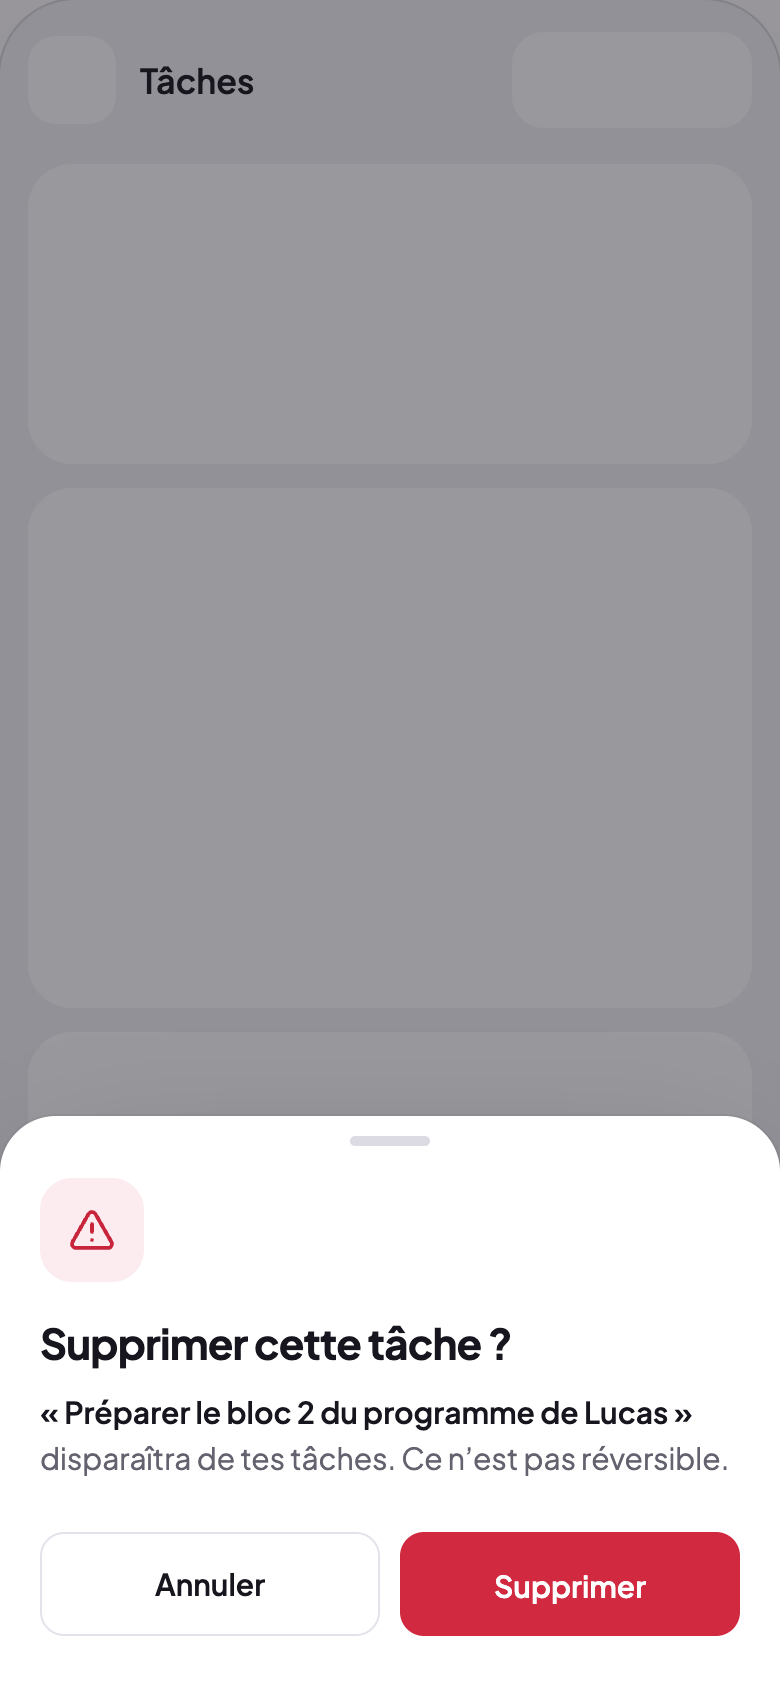 Tâches
Supprimer cette tâche ?
« Préparer le bloc 2 du programme de Lucas »
disparaîtra de tes tâches. Ce n’est pas réversible.
Annuler
Supprimer